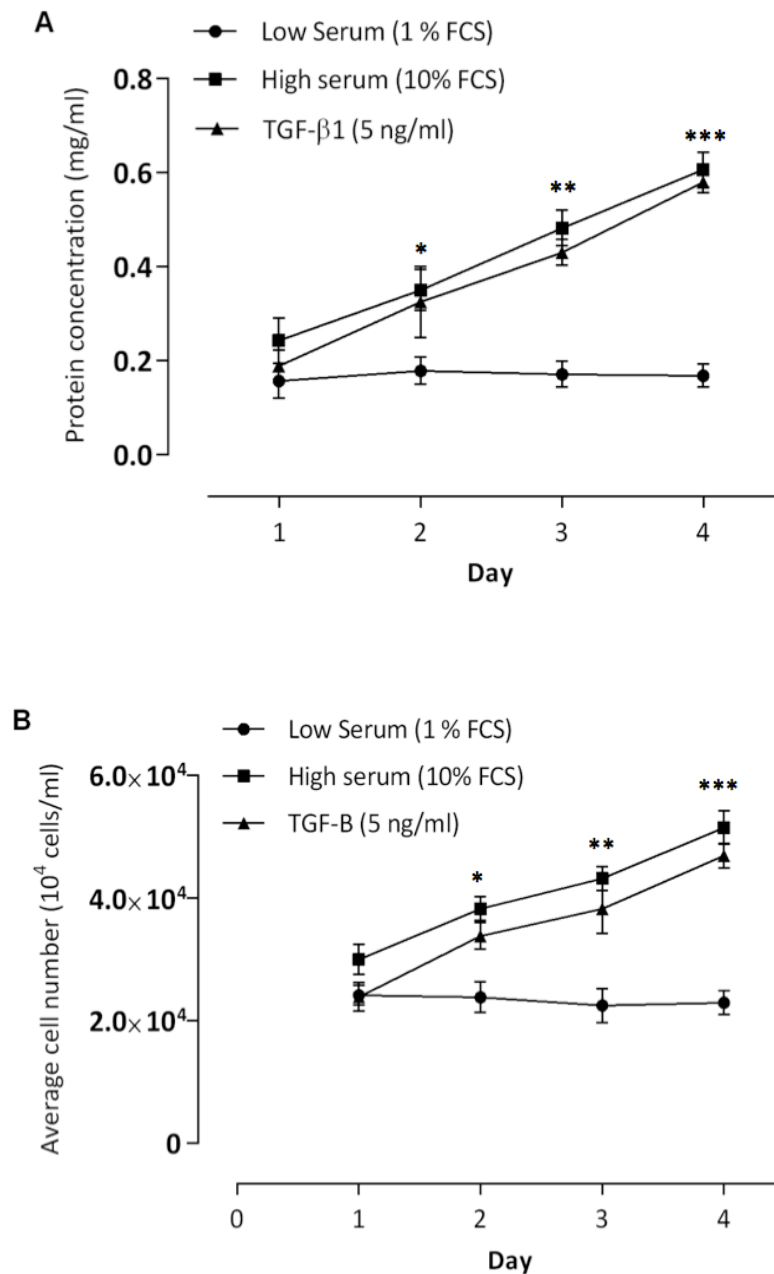 A
Low Serum (1 % FCS)
High serum (10% FCS)
TGF-β1 (5 ng/ml)
Protein concentration (mg/ml)
0.8
0.6
0.4
0.2
0.0
*
**
***
1 2 3 4
Day
B
Low Serum (1 % FCS)
High serum (10% FCS)
TGF-B (5 ng/ml)
Average cell number (10⁴ cells/ml)
6.0×10⁴
4.0×10⁴
2.0×10⁴
0
*
**
***
0 1 2 3 4
Day